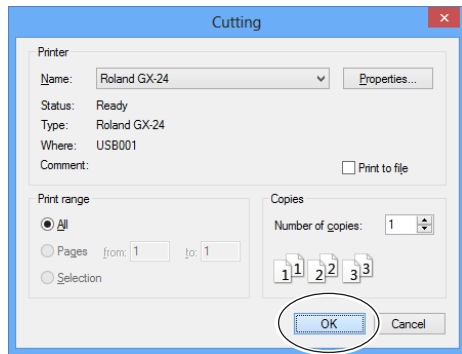 Cutting
Printer
Name: Roland GX-24 Properties...
Status: Ready
Type: Roland GX-24
Where: USB001
Comment: Print to file
Print range
All
Pages from: 1 to: 1
Selection
Copies
Number of copies: 1
1 1 2 2 3 3
OK Cancel